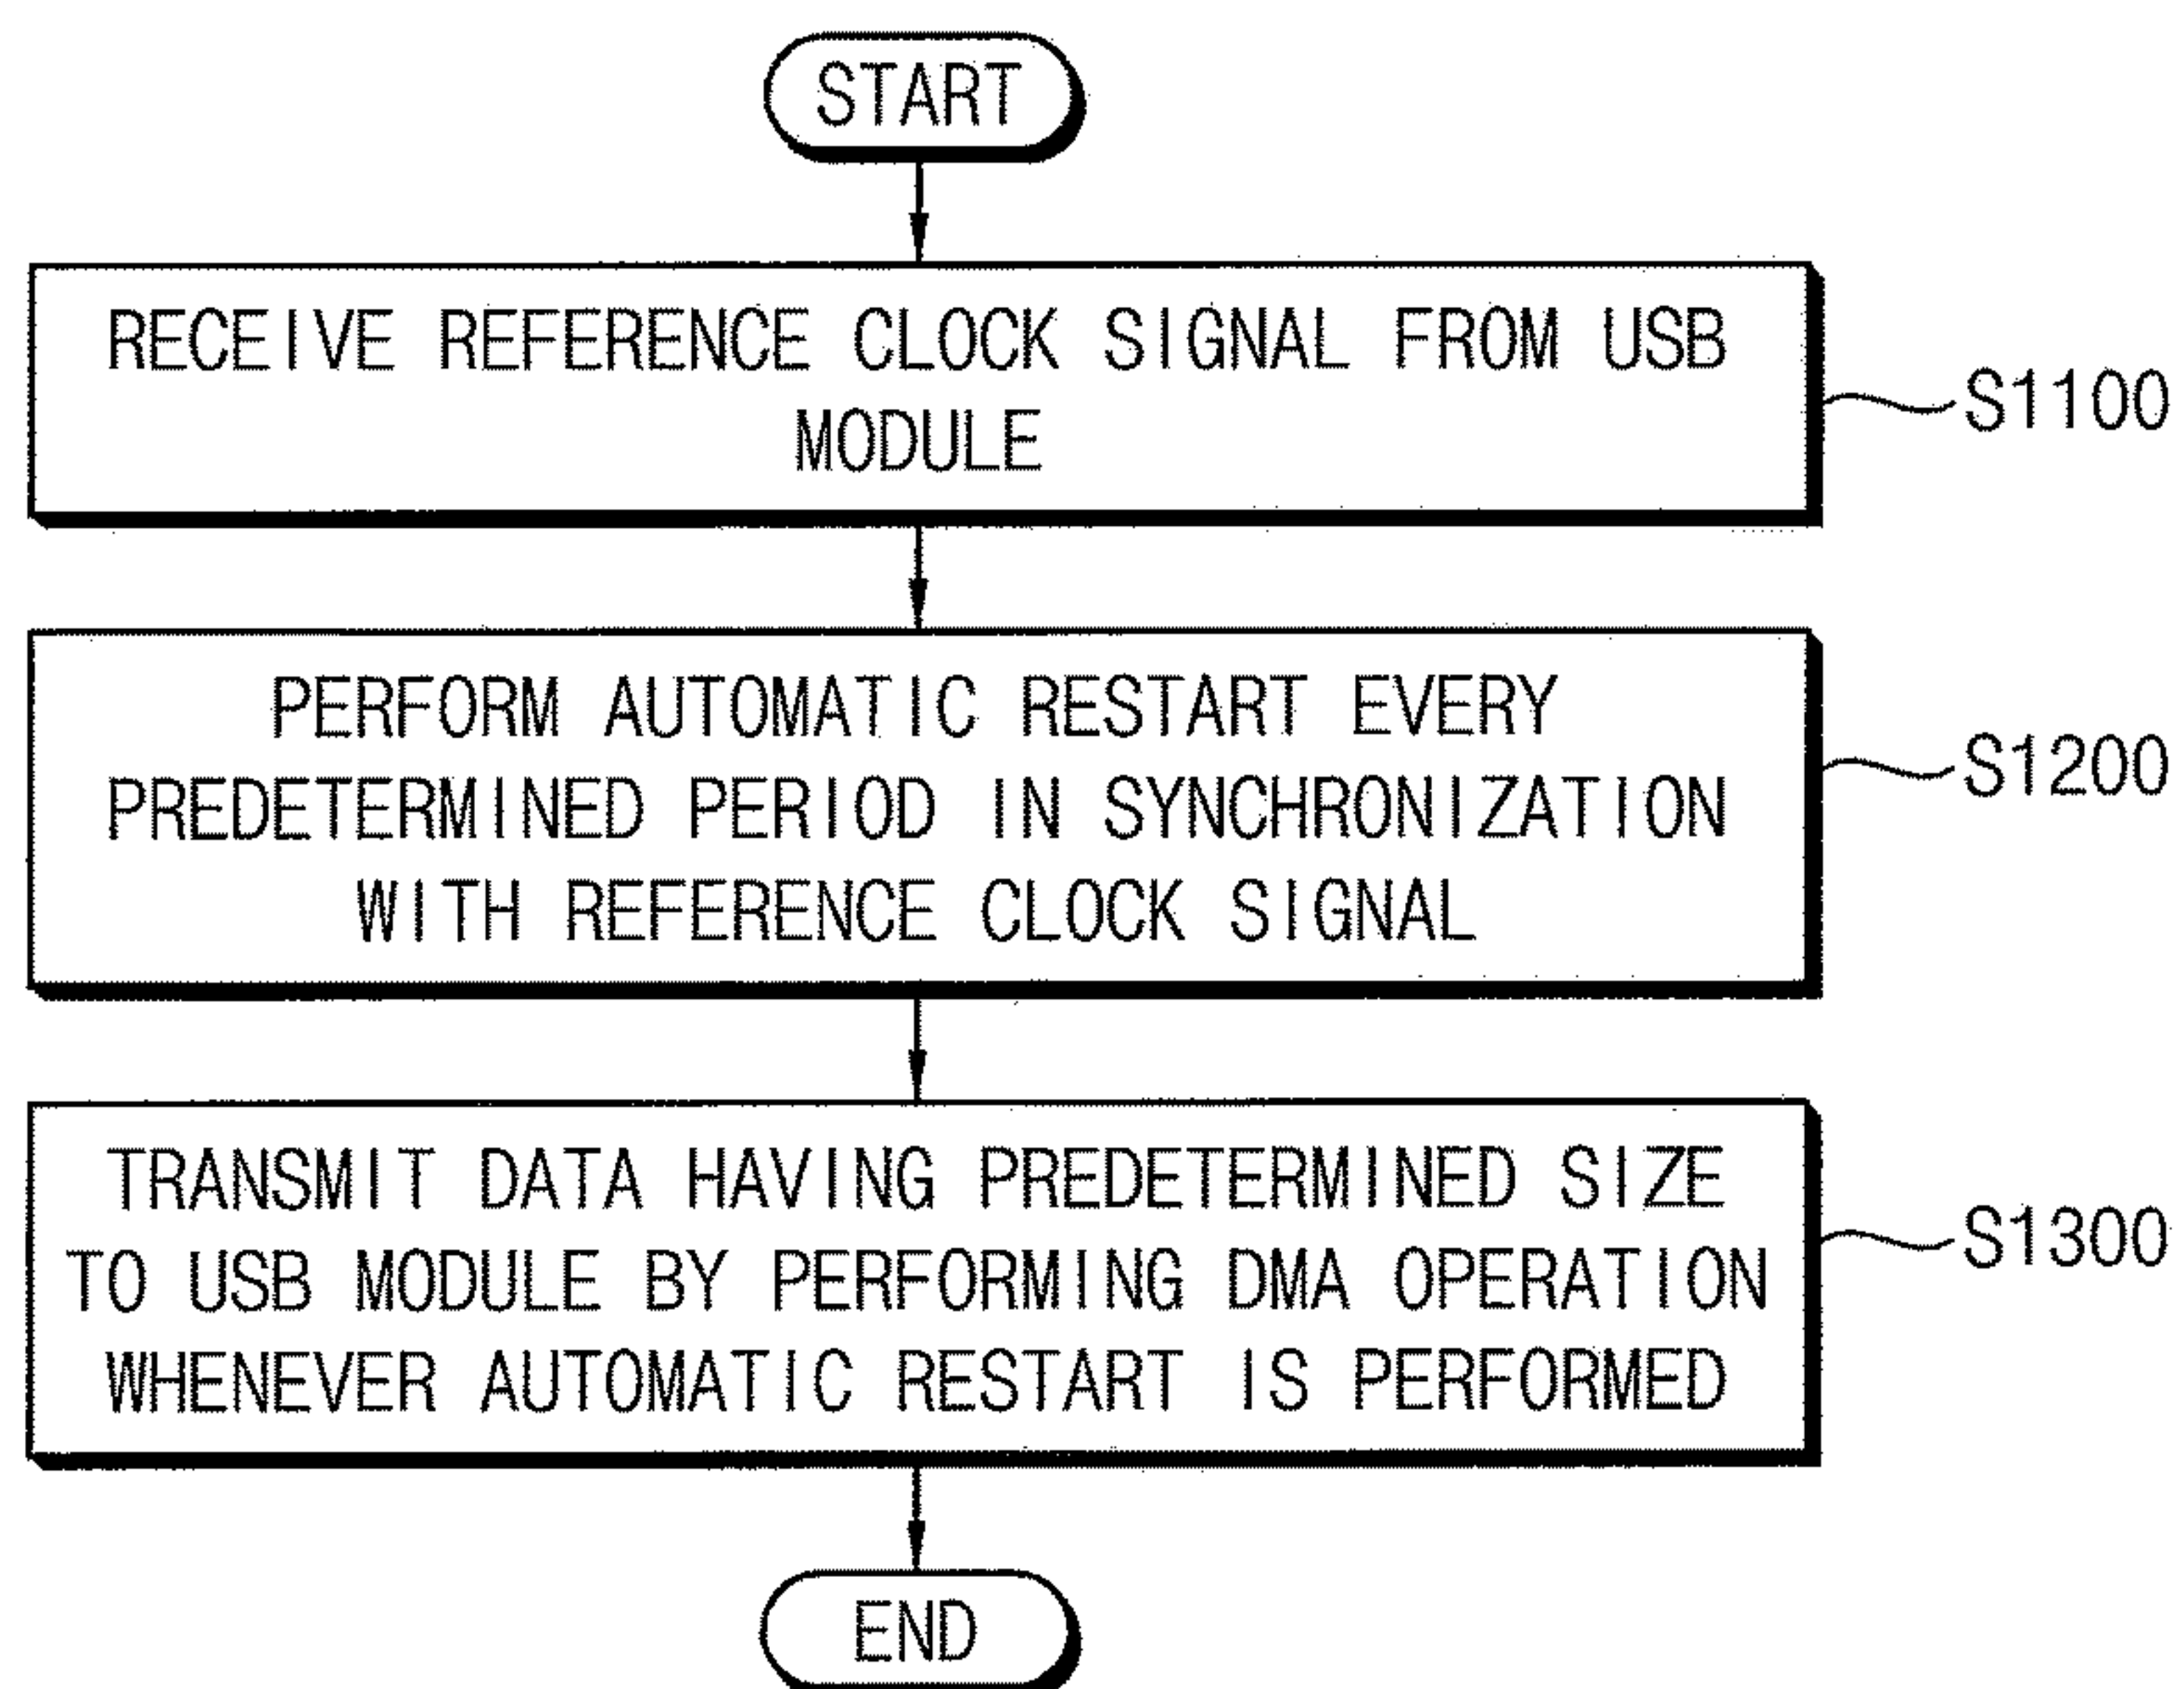 START
RECEIVE REFERENCE CLOCK SIGNAL FROM USB
MODULE
S1100
PERFORM AUTOMATIC RESTART EVERY
PREDETERMINED PERIOD IN SYNCHRONIZATION
WITH REFERENCE CLOCK SIGNAL
S1200
TRANSMIT DATA HAVING PREDETERMINED SIZE
TO USB MODULE BY PERFORMING DMA OPERATION
WHENEVER AUTOMATIC RESTART IS PERFORMED
S1300
END